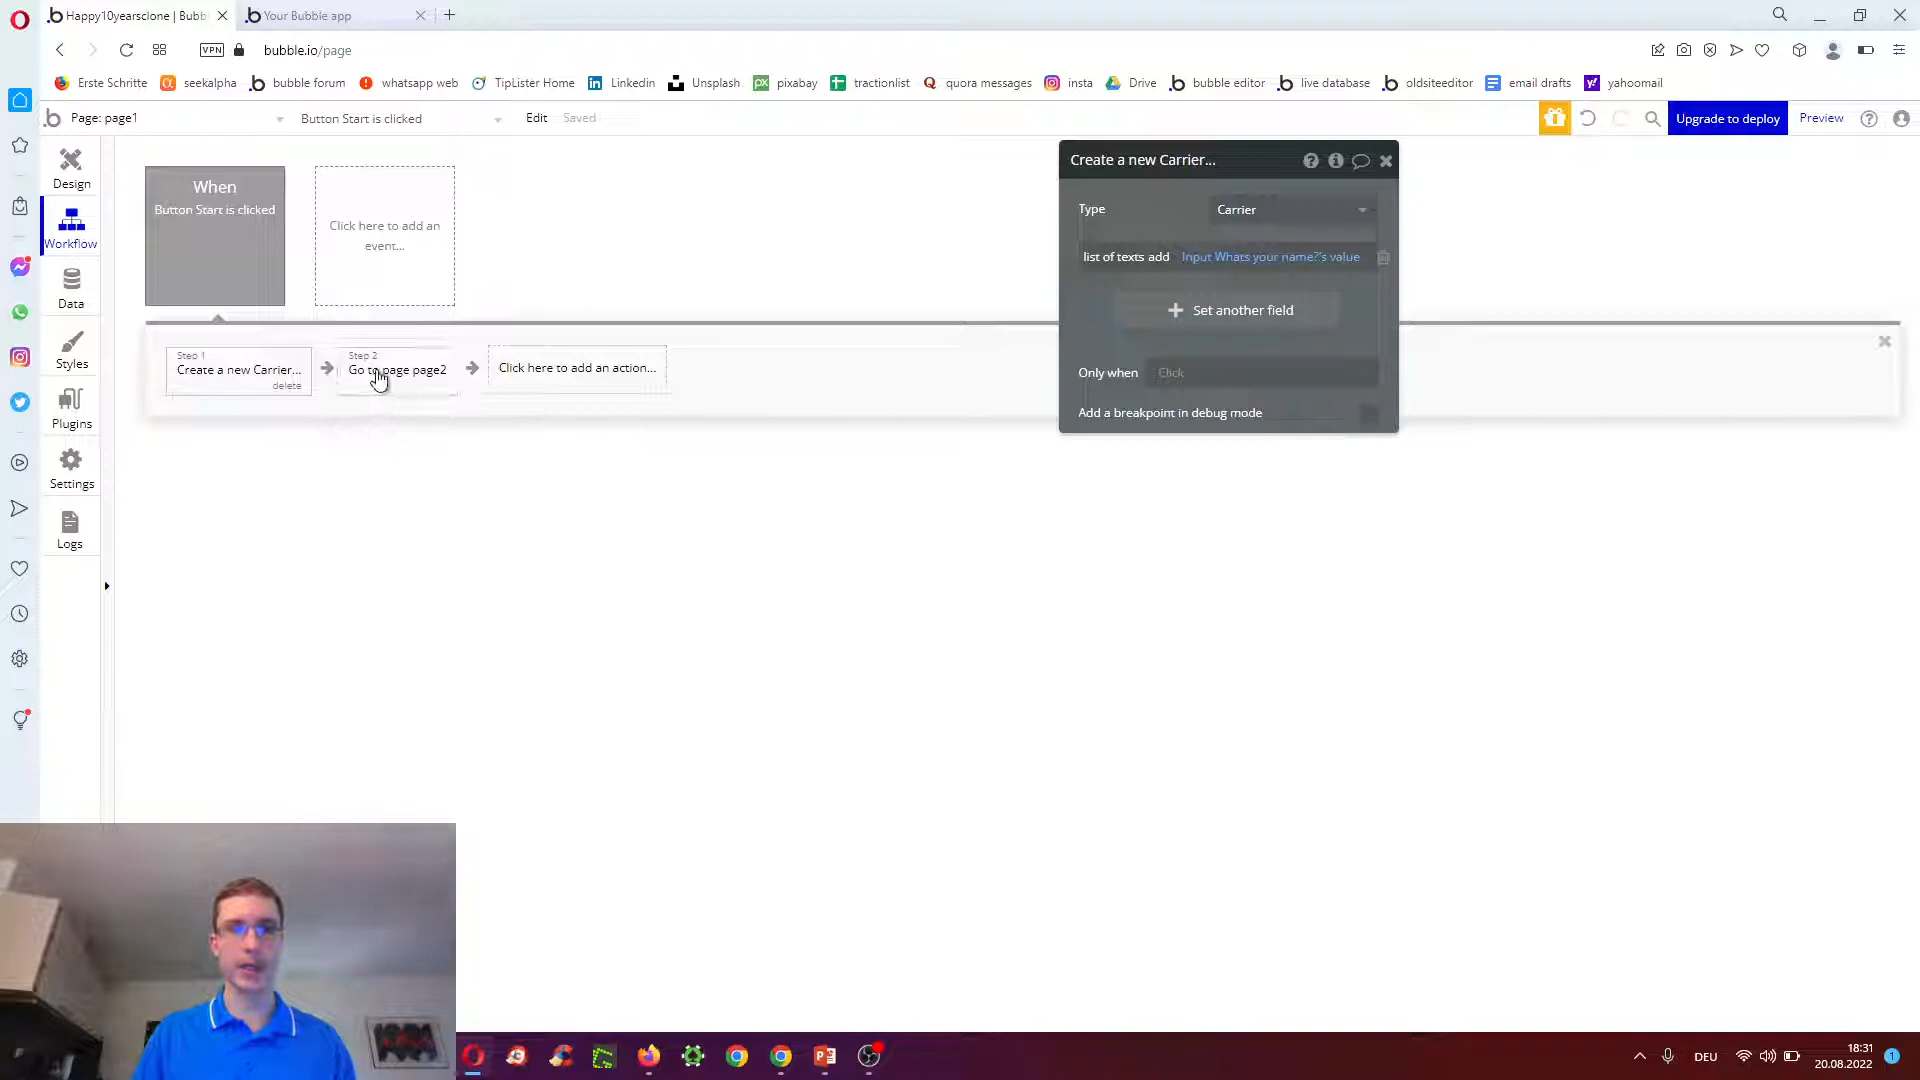 Happy10yearsclone | Bubb
Your Bubble app
VPN
bubble.io/page
Erste Schritte
seekalpha
bubble forum
whatsapp web
TipLister Home
Linkedin
Unsplash
pixabay
tractionlist
quora messages
insta
Drive
bubble editor
live database
oldsiteeditor
email drafts
yahoomail
Page: page1
Button Start is clicked
Edit
Saved
Upgrade to deploy
Preview
Design
Workflow
Data
Styles
Plugins
Settings
Logs
When
Button Start is clicked
Click here to add an
event...
Step 1
Create a new Carrier...
delete
Step 2
Go to page page2
Click here to add an action...
Create a new Carrier...
Type
Carrier
list of texts add
Input Whats your name?'s value
Set another field
Only when
Click
Add a breakpoint in debug mode
DEU
18:31
20.08.2022
1